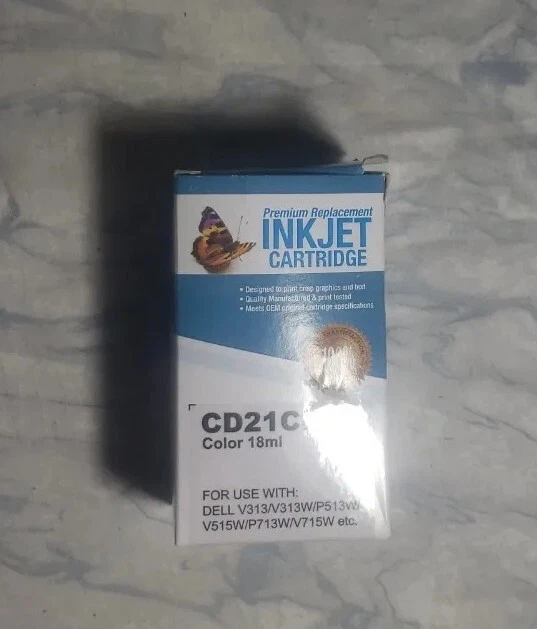 Premium Replacement
INKJET
CARTRIDGE
• Designed to print crisp graphics and text
• Quality Manufactured & print tested
• Meets OEM original cartridge specifications
CD21C
Color 18ml
FOR USE WITH:
DELL V313/V313W/P513W/
V515W/P713W/V715W etc.